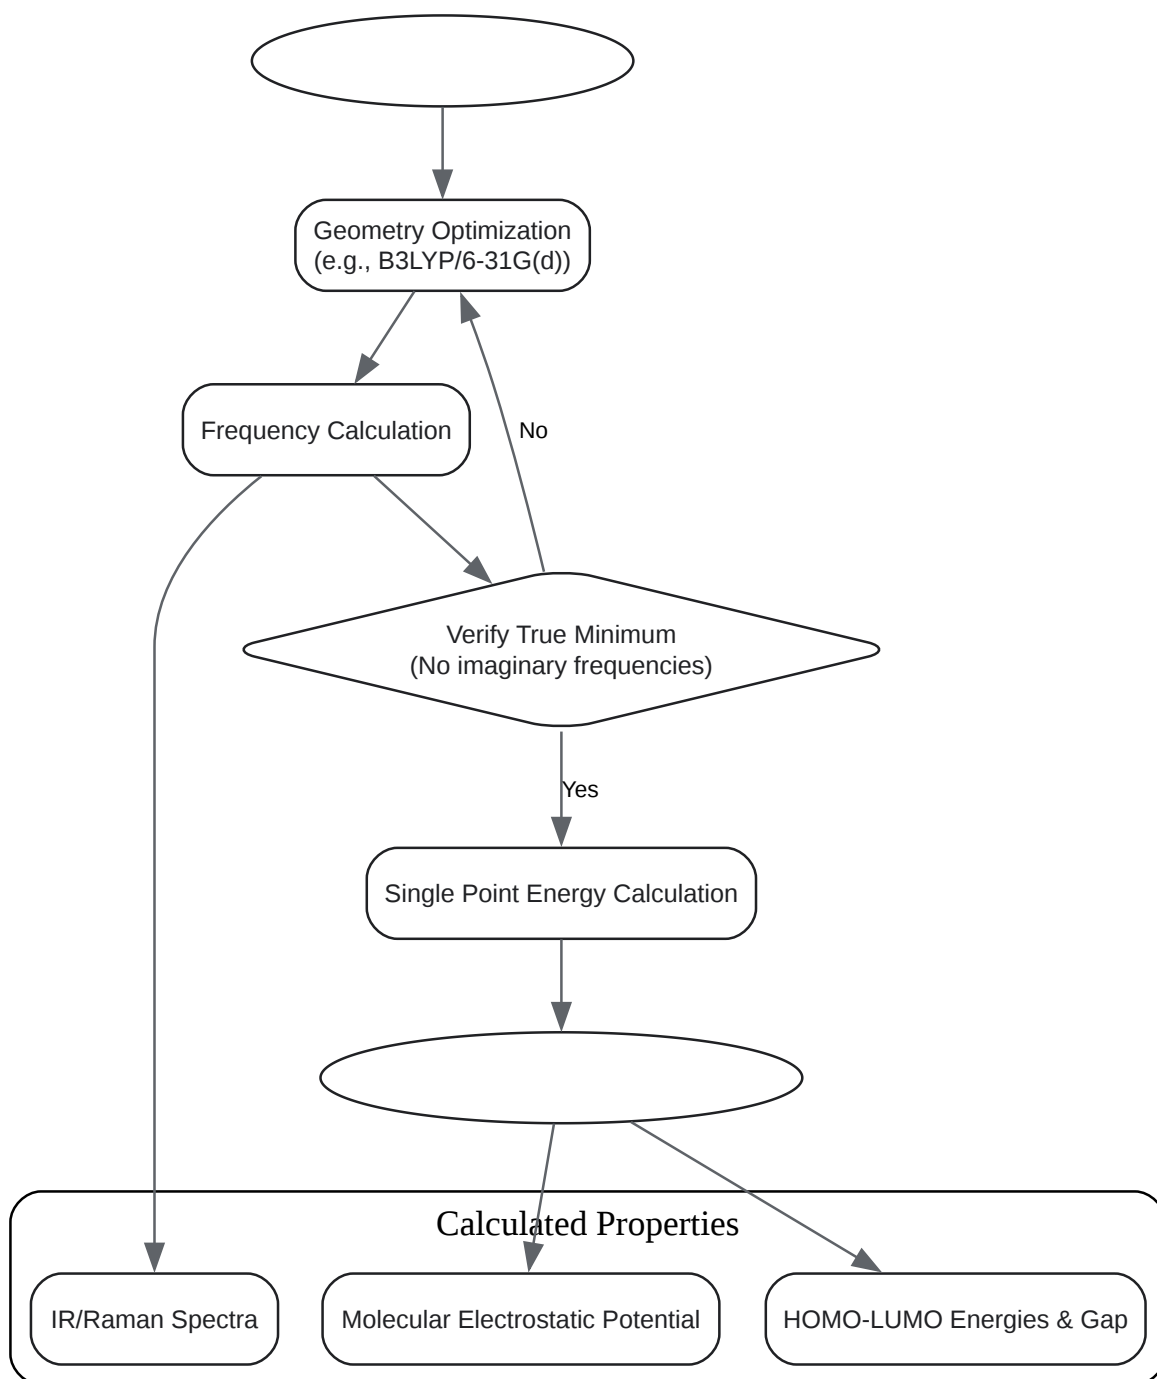 Geometry Optimization
(e.g., B3LYP/6-31G(d))
Frequency Calculation
No
Verify True Minimum
(No imaginary frequencies)
Yes
Single Point Energy Calculation
Calculated Properties
IR/Raman Spectra
Molecular Electrostatic Potential
HOMO-LUMO Energies & Gap